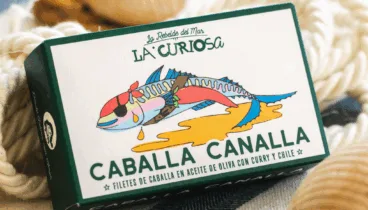 La Rebelde del Mar
LA CURIOSA
CABALLA CANALLA
★ FILETES DE CABALLA EN ACEITE DE OLIVA CON CURRY Y CHILE ★